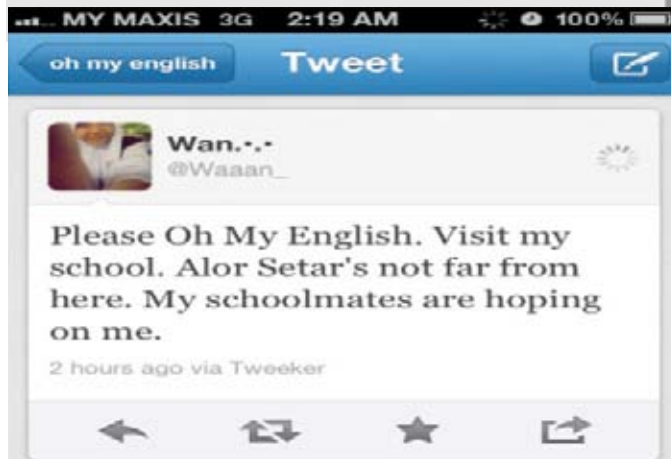 MY MAXIS 3G 2:19 AM 100%
oh my english Tweet
Wan.·.·
@Waaan_
Please Oh My English. Visit my
school. Alor Setar's not far from
here. My schoolmates are hoping
on me.
2 hours ago via Tweeker